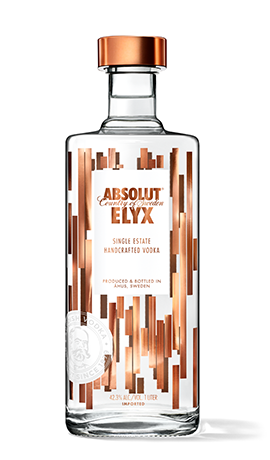 ABSOLUT
Country of Sweden
ELYX
SINGLE ESTATE
HANDCRAFTED VODKA
PRODUCED & BOTTLED IN
ÅHUS, SWEDEN
42.3% ALC./VOL. 1 LITER
IMPORTED